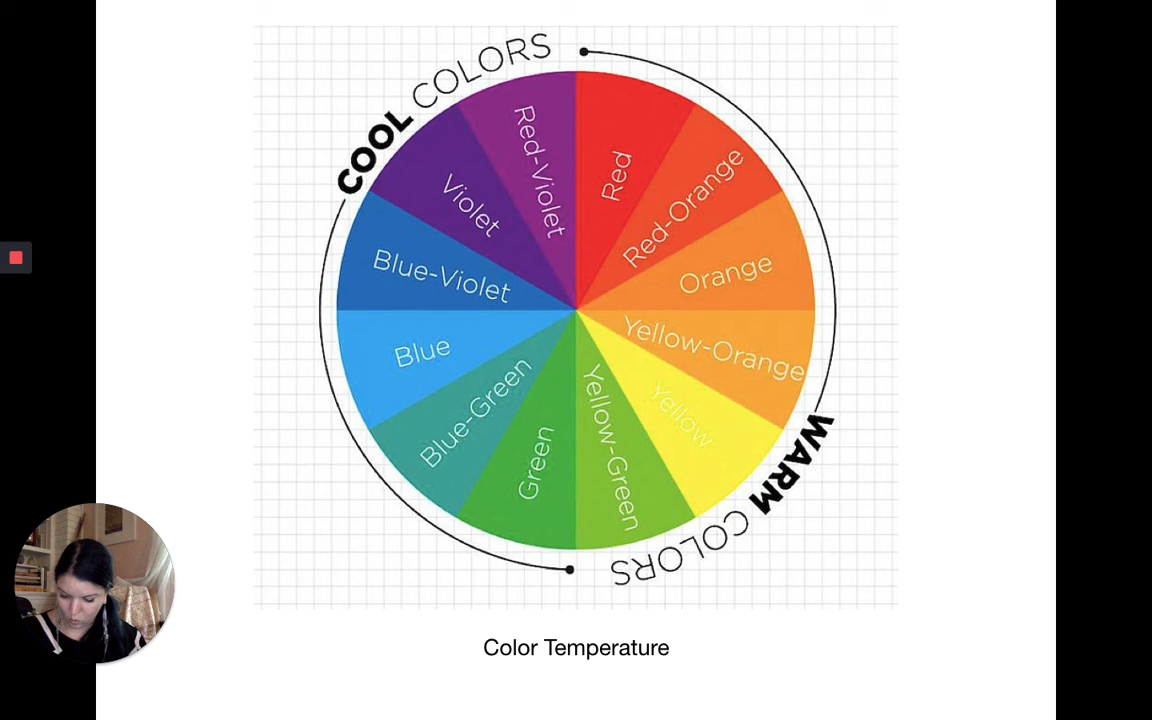 COOL COLORS
Red-Violet
Red
Violet
Red-Orange
Blue-Violet
Orange
Blue
Yellow-Orange
Blue-Green
Yellow
Green
Yellow-Green
WARM COLORS
Color Temperature